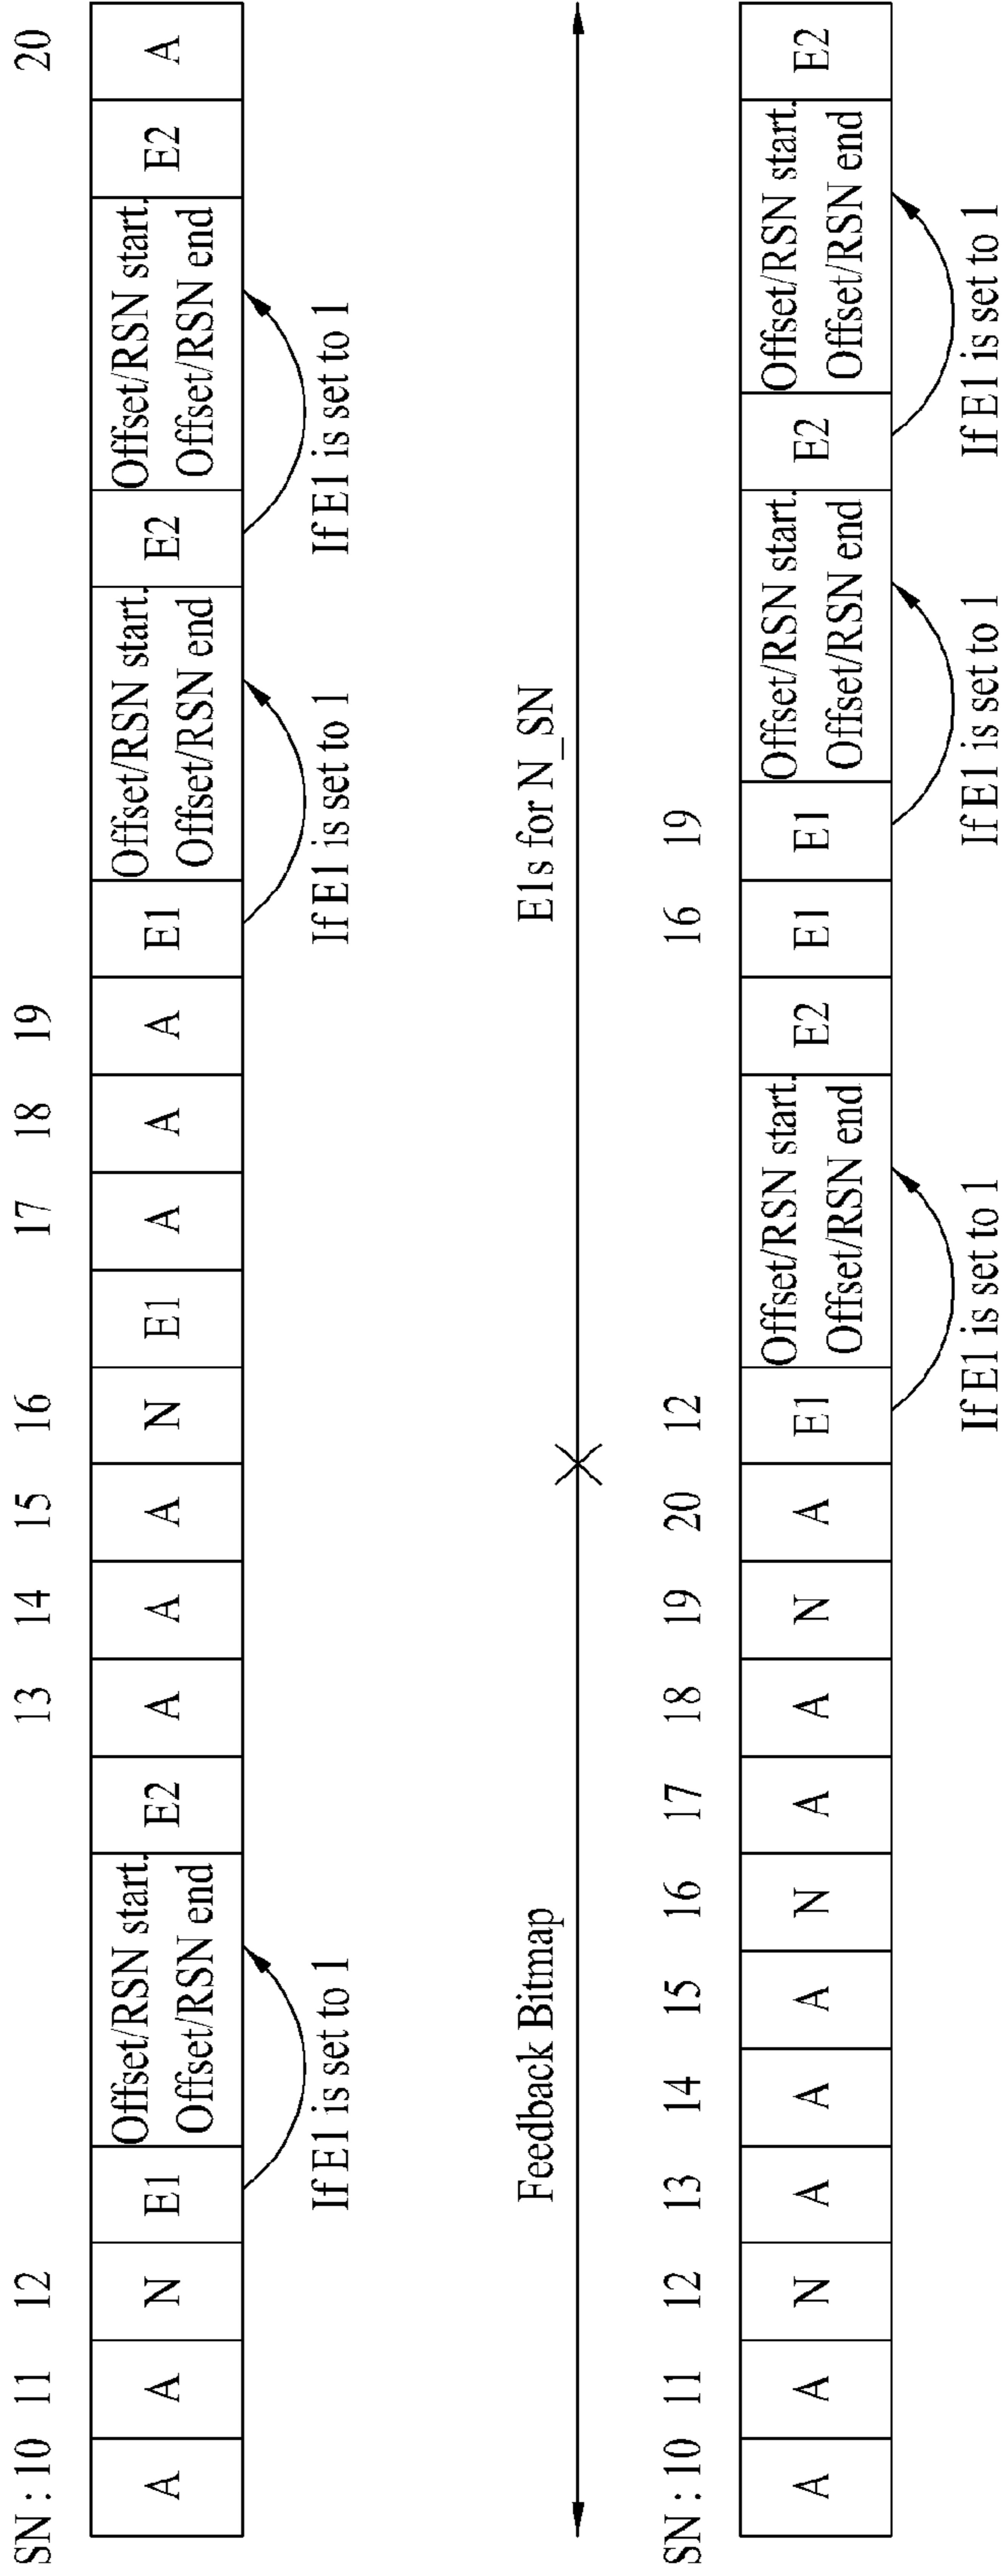 SN : 10 11 12 13 14 15 16 17 18 19 20
A A N E1 Offset/RSN start. E2 A A A N E1 A A A E1 Offset/RSN start. E2 Offset/RSN start. E2 A
Offset/RSN end Offset/RSN end Offset/RSN end
If E1 is set to 1 If E1 is set to 1 If E1 is set to 1
Feedback Bitmap E1s for N_SN
SN : 10 11 12 13 14 15 16 17 18 19 20 12 16 19
A A N A A A N A A N A E1 Offset/RSN start. E2 E1 E1 Offset/RSN start. E2 Offset/RSN start. E2
Offset/RSN end Offset/RSN end Offset/RSN end
If E1 is set to 1 If E1 is set to 1 If E1 is set to 1